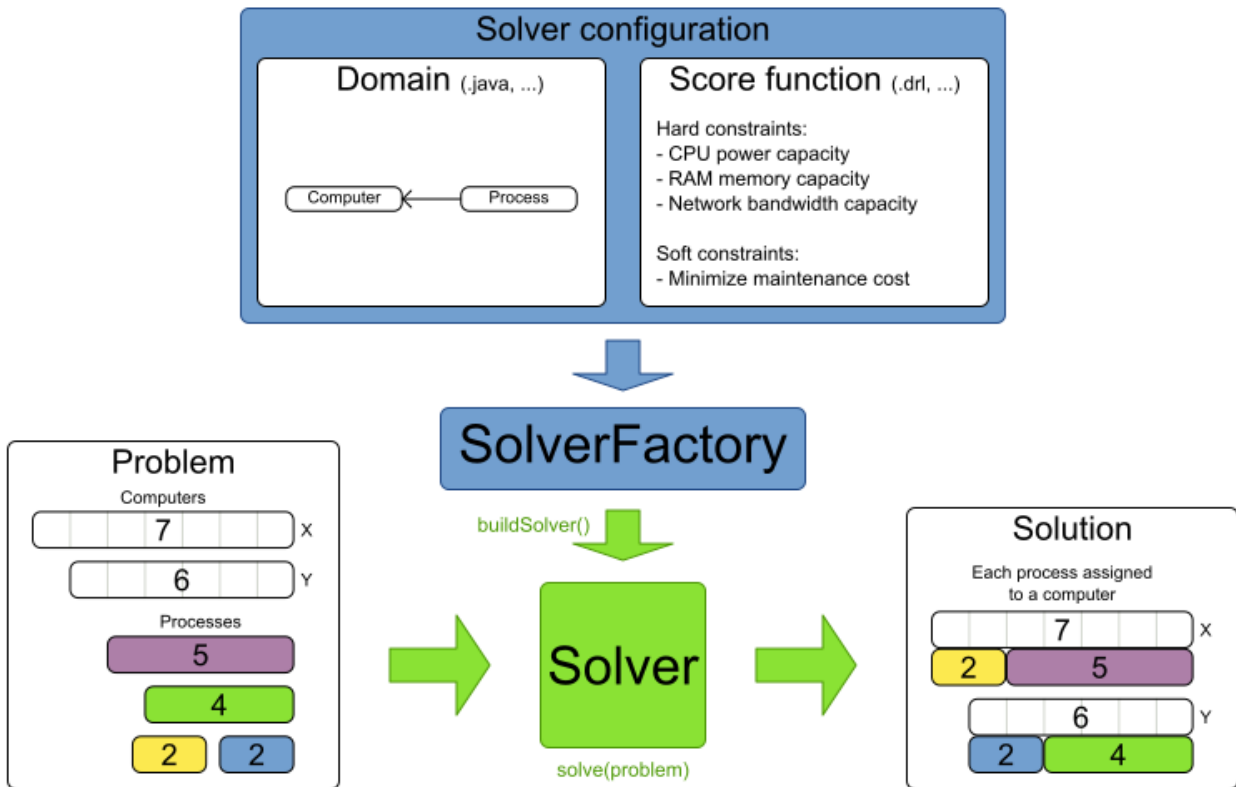 Solver configuration
Domain (.java, ...)
Computer
Process
Score function (.drl, ...)
Hard constraints:
- CPU power capacity
- RAM memory capacity
- Network bandwidth capacity
Soft constraints:
- Minimize maintenance cost
SolverFactory
buildSolver()
Problem
Computers
7 X
6 Y
Processes
5
4
2 2
Solver
solve(problem)
Solution
Each process assigned
to a computer
7 X
2 5
6 Y
2 4